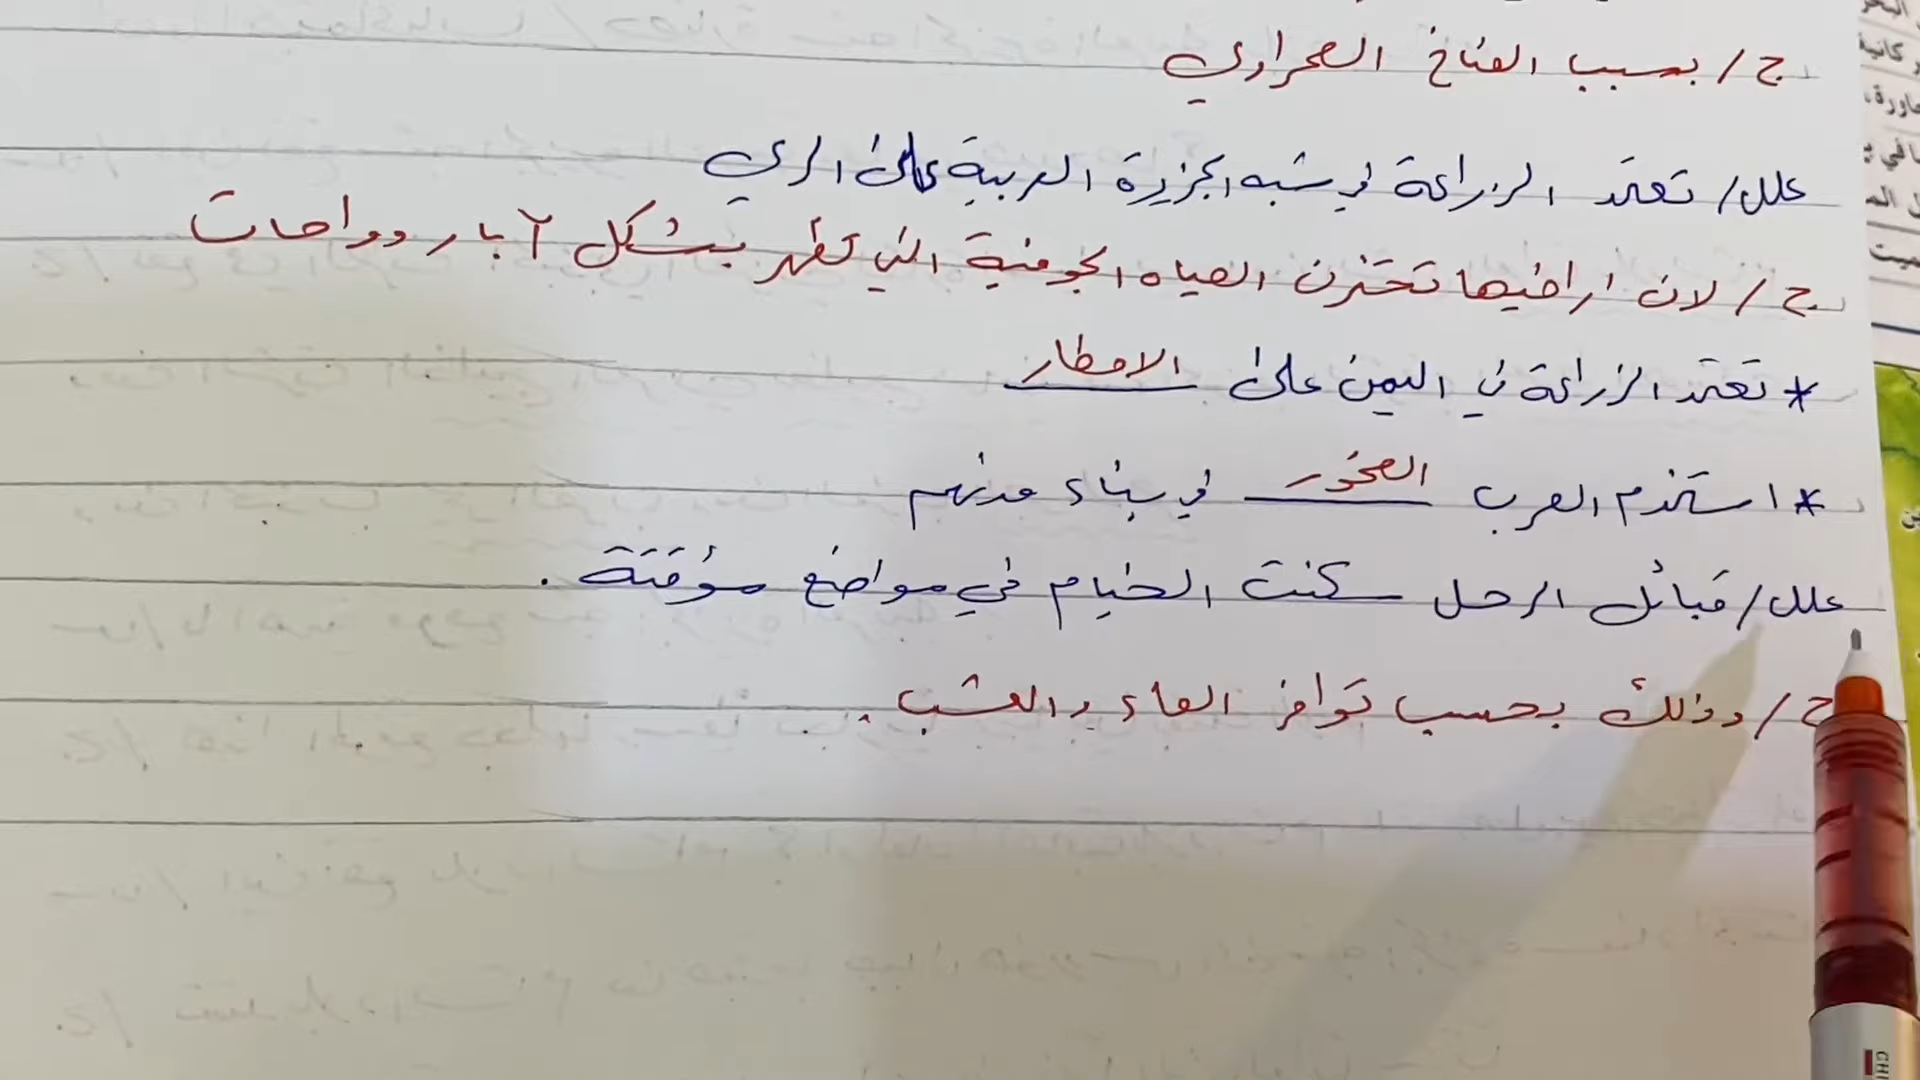 ج / بسبب المناخ الصحراوي
علل / تعتمد الزراعة في شبه الجزيرة العربية على الري
ج / لان اراضيها تختزن المياه الجوفية التي تظهر بشكل آبار وواحات
* تعتمد الزراعة في اليمن على الامطار
* استخدم العرب الصخور في بناء مدنهم
علل / قبائل الرحل سكنت الخيام في مواضع مؤقتة .
ج / وذلك بحسب توافر الماء والعشب .